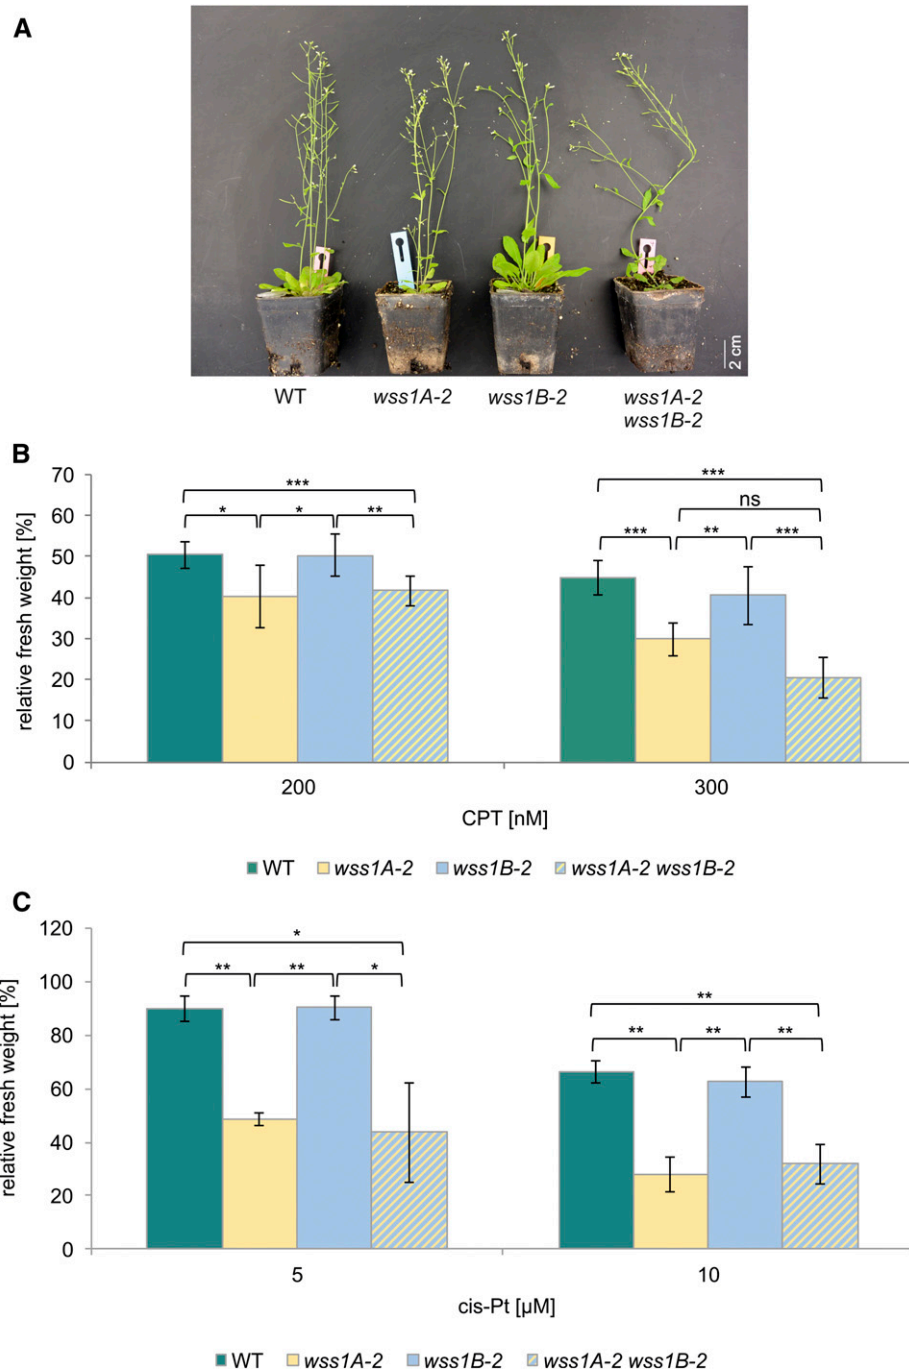 A
2 cm
WT wss1A-2 wss1B-2 wss1A-2
wss1B-2
B
relative fresh weight [%]
70
60
50
40
30
20
10
0
***
* * **
***
ns
*** ** ***
200 300
CPT [nM]
WT wss1A-2 wss1B-2 wss1A-2 wss1B-2
C
relative fresh weight [%]
120
100
80
60
40
20
0
*
** ** *
**
** ** **
5 10
cis-Pt [µM]
WT wss1A-2 wss1B-2 wss1A-2 wss1B-2